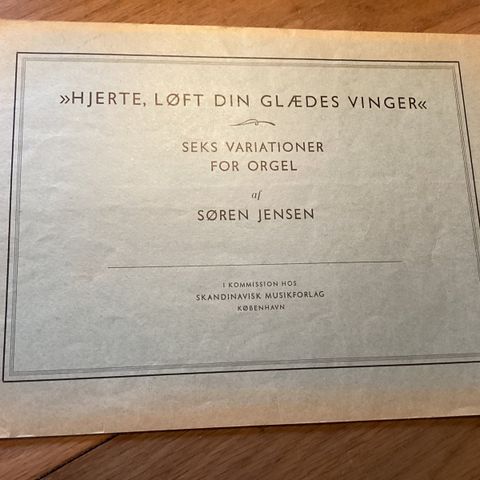 »HJERTE, LØFT DIN GLÆDES VINGER«
SEKS VARIATIONER
FOR ORGEL
af
SØREN JENSEN
I KOMMISSION HOS
SKANDINAVISK MUSIKFORLAG
KØBENHAVN